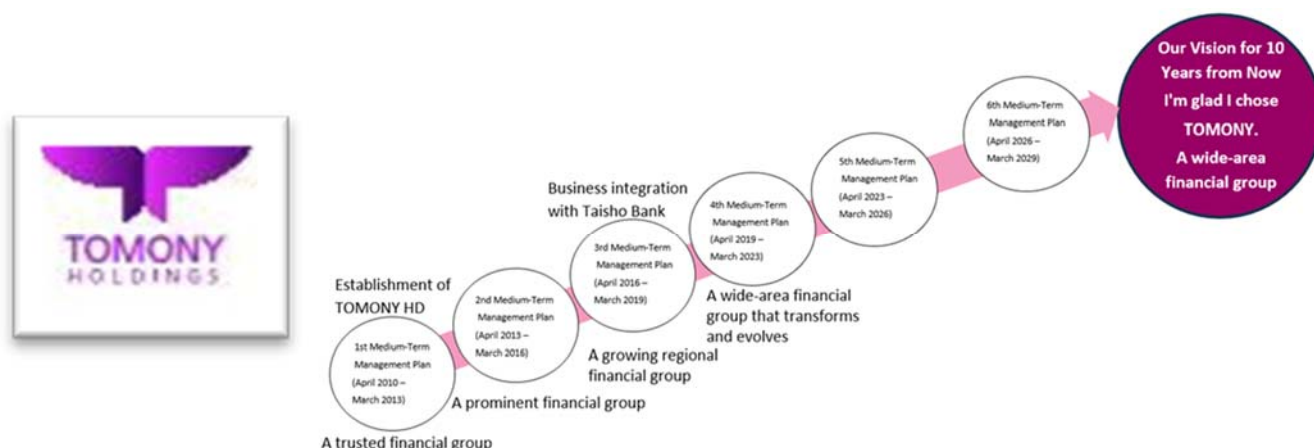 TOMONY
HOLDINGS
Establishment of
TOMONY HD
1st Medium-Term
Management Plan
(April 2010 –
March 2013)
A trusted financial group
2nd Medium-Term
Management Plan
(April 2013 –
March 2016)
A prominent financial group
Business integration
with Taisho Bank
3rd Medium-Term
Management Plan
(April 2016 –
March 2019)
A growing regional
financial group
4th Medium-Term
Management Plan
(April 2019 –
March 2023)
A wide-area financial
group that transforms
and evolves
5th Medium-Term
Management Plan
(April 2023 –
March 2026)
6th Medium-Term
Management Plan
(April 2026 –
March 2029)
Our Vision for 10
Years from Now
I'm glad I chose
TOMONY.
A wide-area
financial group